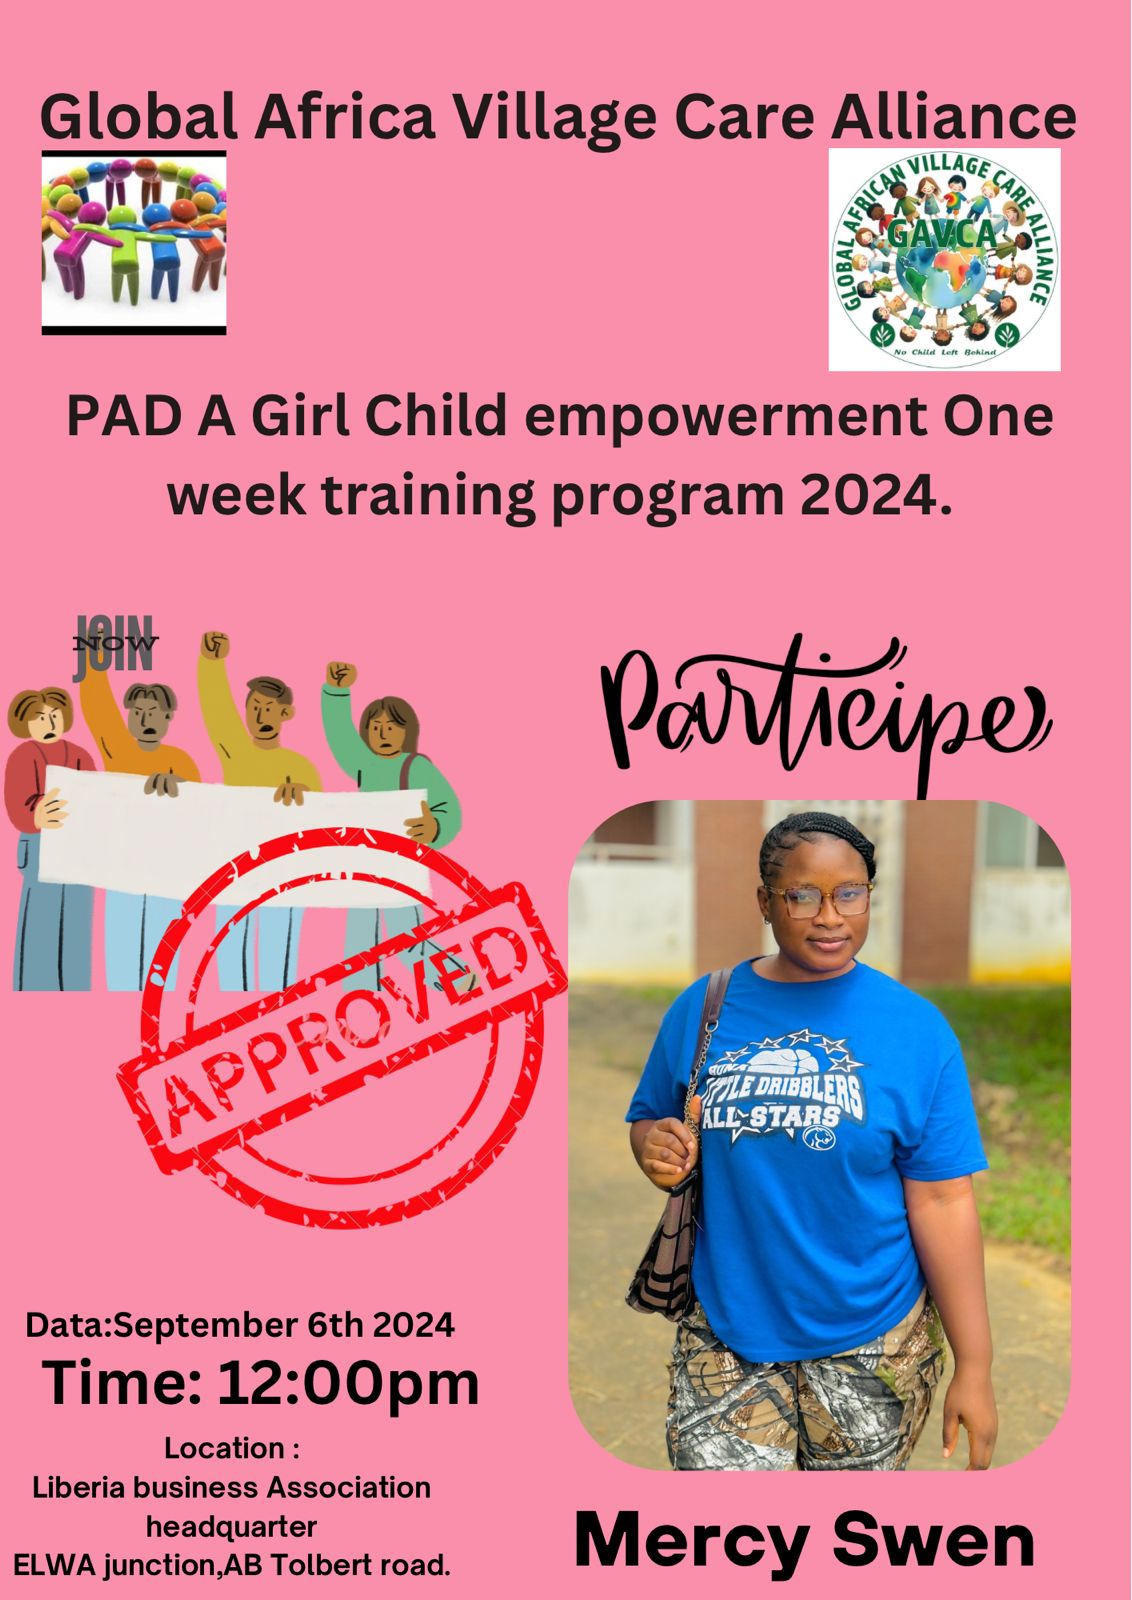 Global Africa Village Care Alliance
GLOBAL AFRICAN VILLAGE CARE ALLIANCE
GAVCA
No Child Left Behind
PAD A Girl Child empowerment One
week training program 2024.
JOIN
NOW
Participe
APPROVED
LITTLE DRIBBLERS
ALL-STARS
Data:September 6th 2024
Time: 12:00pm
Location :
Liberia business Association
headquarter
ELWA junction,AB Tolbert road.
Mercy Swen